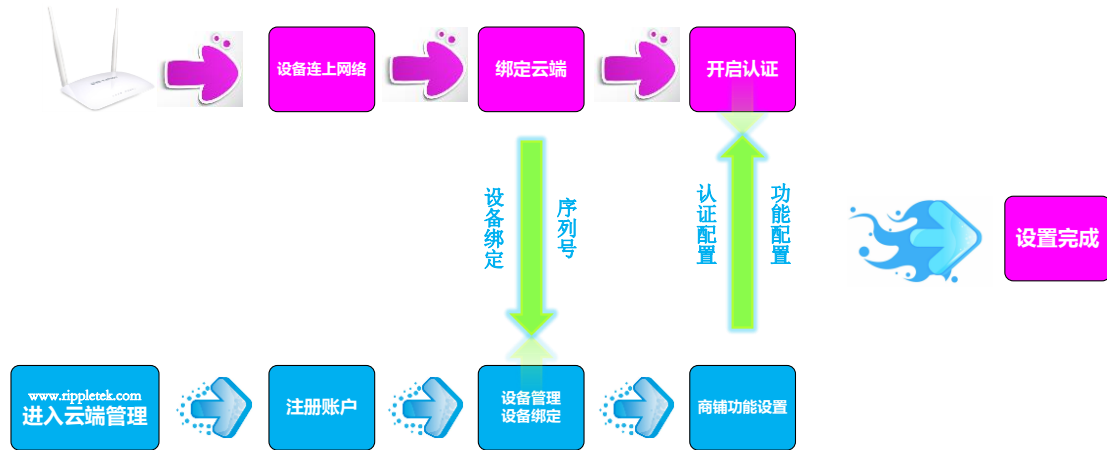 设备连上网络
绑定云端
开启认证
设备绑定
序列号
认证配置
功能配置
设置完成
www.rippletek.com
进入云端管理
注册账户
设备管理
设备绑定
商铺功能设置